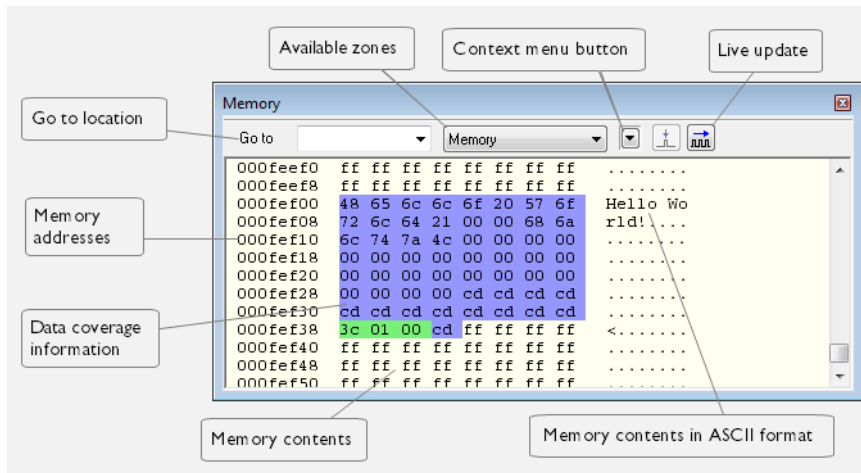 Available zones
Context menu button
Live update
Go to location
Memory
Go to Memory
000feef0 ff ff ff ff ff ff ff ff ........
000feef8 ff ff ff ff ff ff ff ff ........
000fef00 48 65 6c 6c 6f 20 57 6f Hello Wo
000fef08 72 6c 64 21 00 00 68 6a rld!....
000fef10 6c 74 7a 4c 00 00 00 00 ........
000fef18 00 00 00 00 00 00 00 00 ........
000fef20 00 00 00 00 00 00 00 00 ........
000fef28 00 00 00 00 cd cd cd cd ........
000fef30 cd cd cd cd cd cd cd cd ........
000fef38 3c 01 00 cd ff ff ff ff <.......
000fef40 ff ff ff ff ff ff ff ff ........
000fef48 ff ff ff ff ff ff ff ff ........
000fef50 ff ff ff ff ff ff ff ff ........
Memory
addresses
Data coverage
information
Memory contents
Memory contents in ASCII format